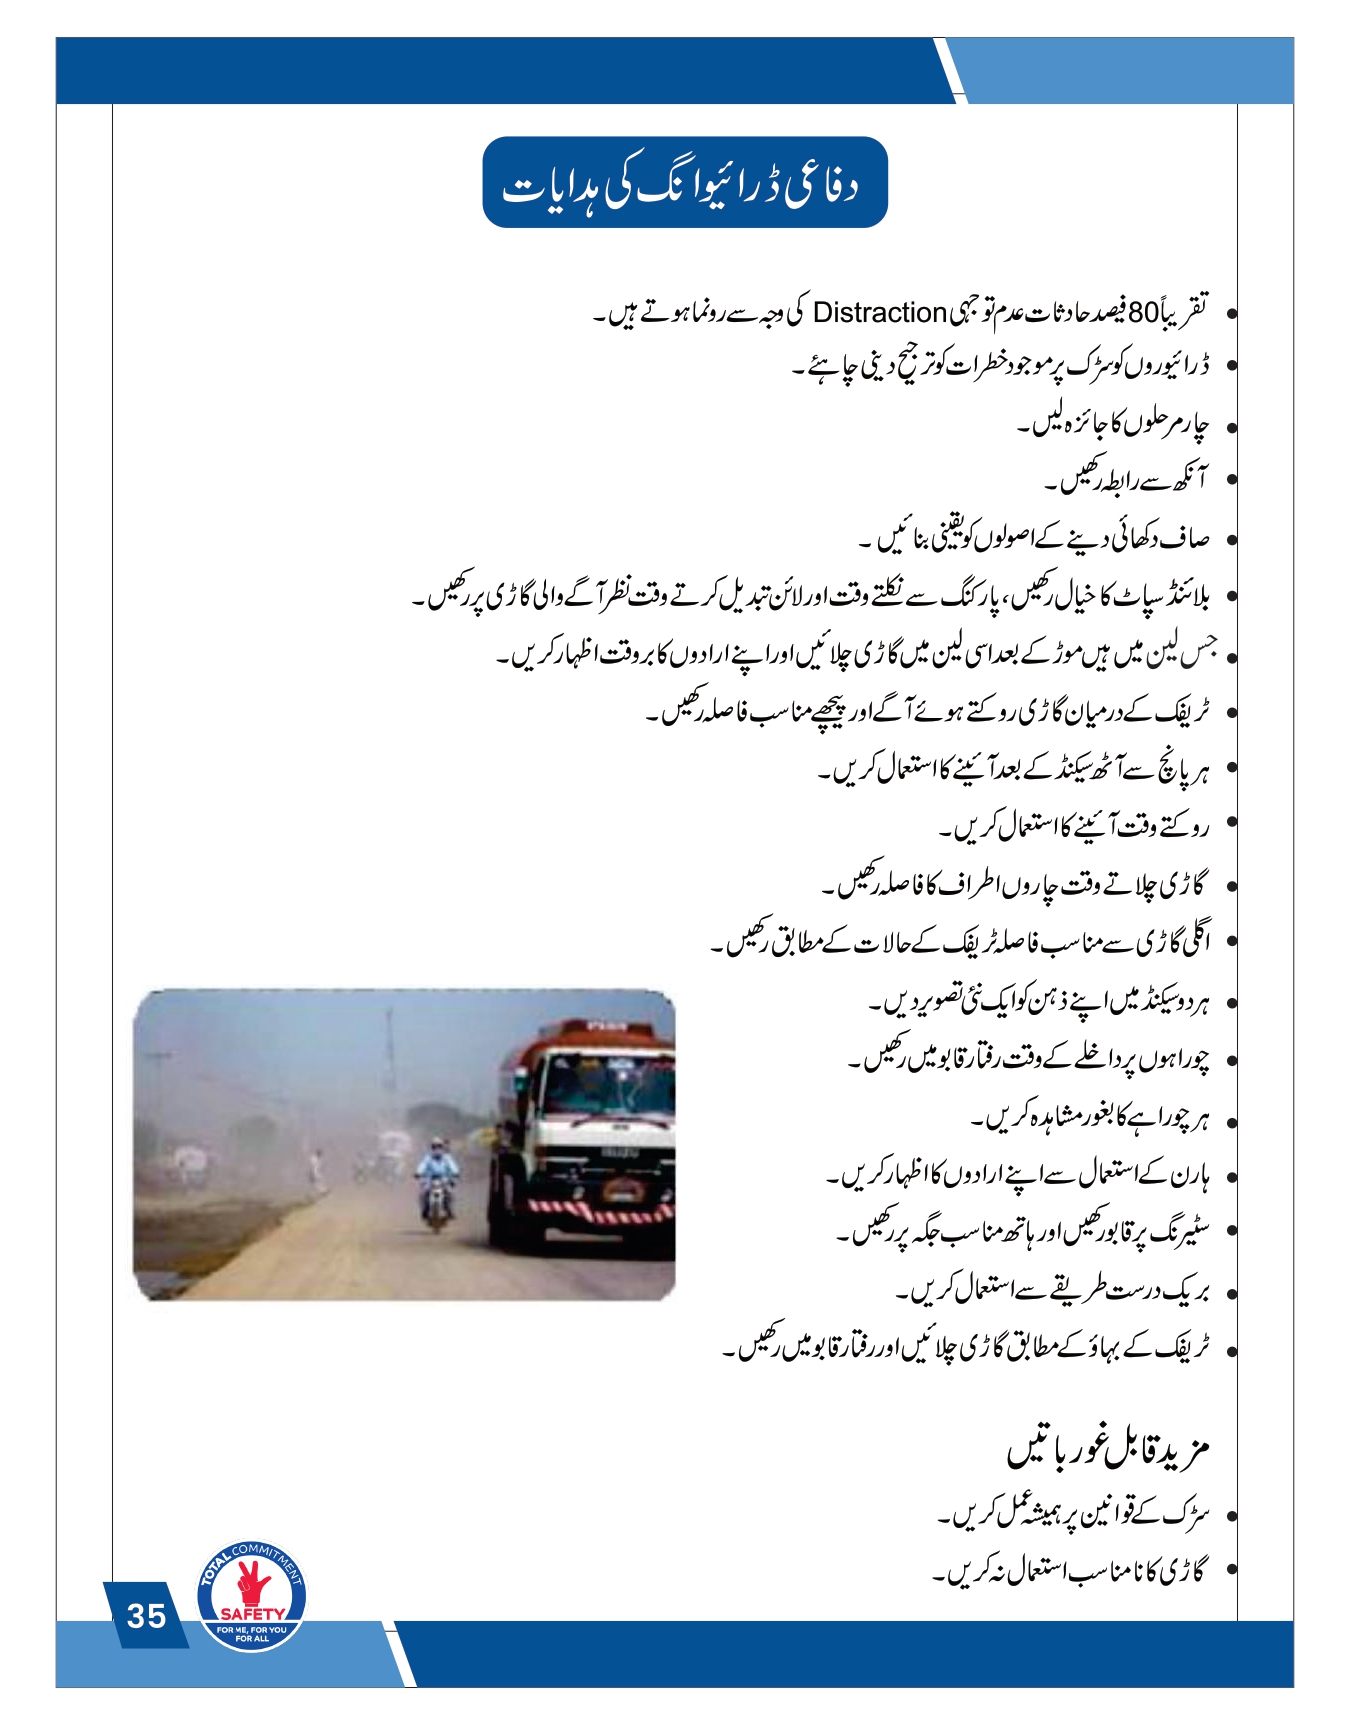 دفاعی ڈرائیوانگ کی ہدایات
• تقریباً 80 فیصد حادثات عدم توجہی Distraction کی وجہ سے رونما ہوتے ہیں۔
• ڈرائیوروں کو سڑک پر موجود خطرات کو ترجیح دینی چاہئے۔
• چار مرحلوں کا جائزہ لیں۔
• آنکھ سے رابطہ رکھیں۔
• صاف دکھائی دینے کے اصولوں کو یقینی بنائیں۔
• بلائنڈ سپاٹ کا خیال رکھیں، پارکنگ سے نکلتے وقت اور لائن تبدیل کرتے وقت نظر آگے والی گاڑی پر رکھیں۔
• جس لین میں ہیں موڑ کے بعد اسی لین میں گاڑی چلائیں اور اپنے ارادوں کا بروقت اظہار کریں۔
• ٹریفک کے درمیان گاڑی روکتے ہوئے آگے اور پیچھے مناسب فاصلہ رکھیں۔
• ہر پانچ سے آٹھ سیکنڈ کے بعد آئینے کا استعمال کریں۔
• روکتے وقت آئینے کا استعمال کریں۔
• گاڑی چلاتے وقت چاروں اطراف کا فاصلہ رکھیں۔
• اگلی گاڑی سے مناسب فاصلہ ٹریفک کے حالات کے مطابق رکھیں۔
• ہر دو سیکنڈ میں اپنے ذہن کو ایک نئی تصویر دیں۔
• چوراہوں پر داخلے کے وقت رفتار قابو میں رکھیں۔
• ہر چوراہے کا بغور مشاہدہ کریں۔
• ہارن کے استعمال سے اپنے ارادوں کا اظہار کریں۔
• سٹیرنگ پر قابو رکھیں اور ہاتھ مناسب جگہ پر رکھیں۔
• بریک درست طریقے سے استعمال کریں۔
• ٹریفک کے بہاؤ کے مطابق گاڑی چلائیں اور رفتار قابو میں رکھیں۔
مزید قابل غور باتیں
• سڑک کے قوانین پر ہمیشہ عمل کریں۔
• گاڑی کا نامناسب استعمال نہ کریں۔
TOTAL COMMITMENT
SAFETY
FOR ME, FOR YOU
FOR ALL
35